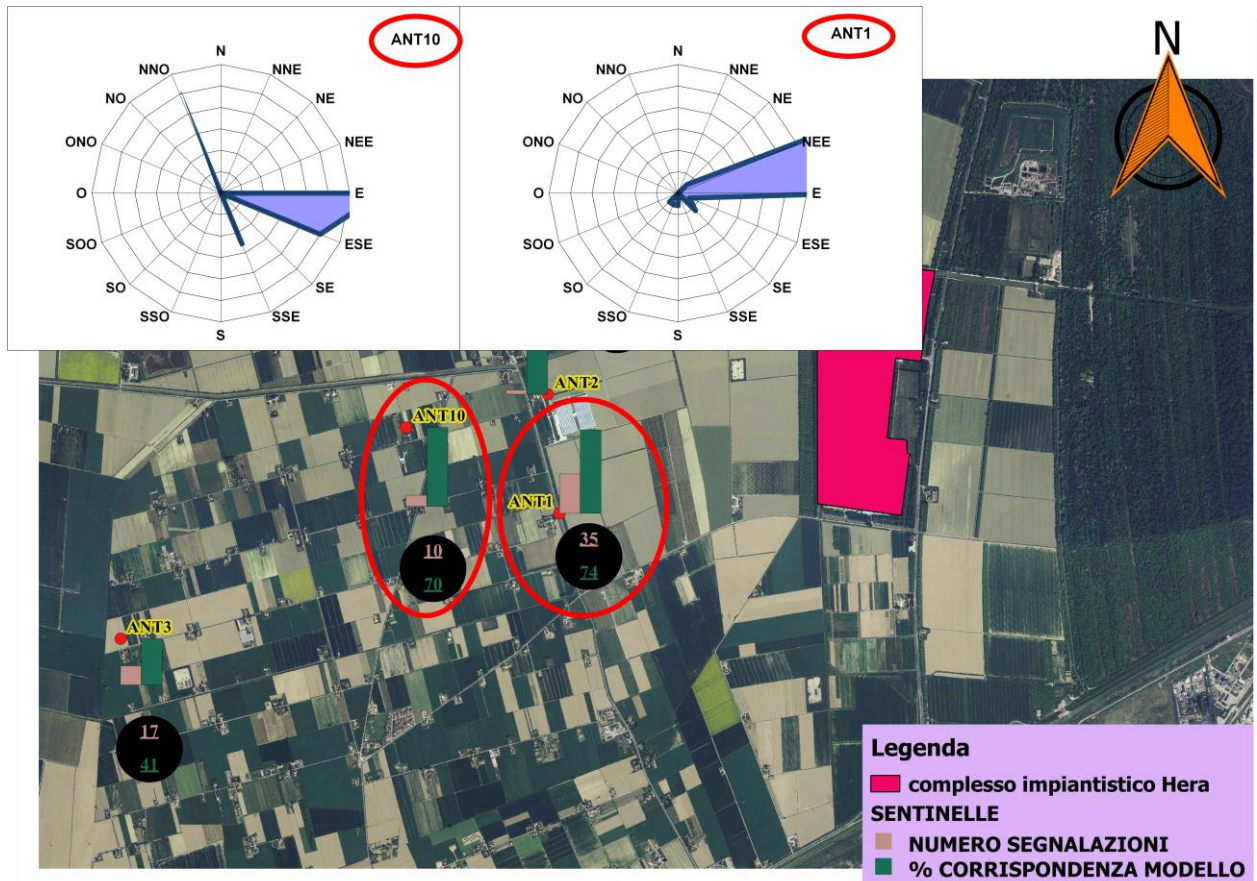 ANT10
N
NNO
NNE
NO
NE
ONO
NEE
O
E
SOO
ESE
SO
SE
SSO
SSE
S
ANT1
N
NNE
NE
NEE
E
ESE
SE
SSO
SSE
S
NNO
NO
ONO
O
SOO
SO
N
ANT2
ANT10
ANT1
35
74
10
70
ANT3
17
41
Legenda
complesso impiantistico Hera
SENTINELLE
NUMERO SEGNALAZIONI
% CORRISPONDENZA MODELLO